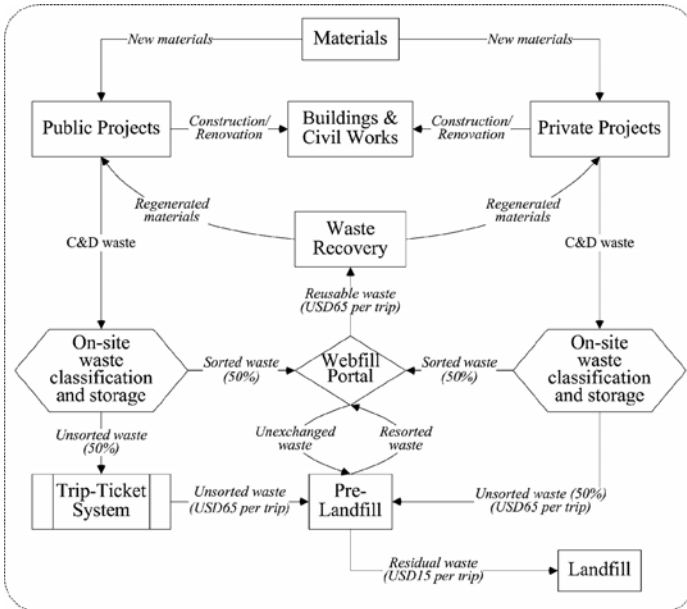 New materials
Materials
New materials
Public Projects
Construction/
Renovation
Buildings &
Civil Works
Construction/
Renovation
Private Projects
Regenerated
materials
Regenerated
materials
Waste
Recovery
C&D waste
C&D waste
Reusable waste
(USD65 per trip)
On-site
waste
classification
and storage
Sorted waste
(50%)
Webfill
Portal
Sorted waste
(50%)
On-site
waste
classification
and storage
Unsorted waste
(50%)
Unexchanged
waste
Resorted
waste
Trip-Ticket
System
Unsorted waste
(USD65 per trip)
Pre-
Landfill
Unsorted waste (50%)
(USD65 per trip)
Residual waste
(USD15 per trip)
Landfill